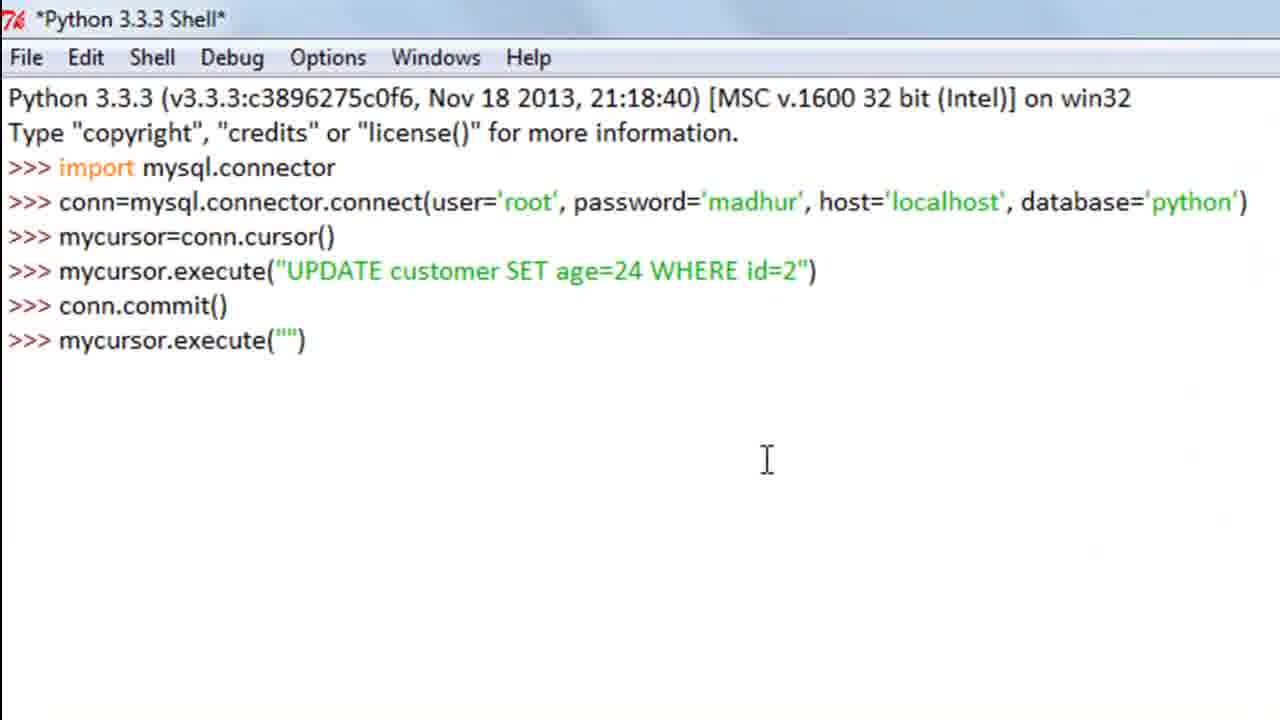 *Python 3.3.3 Shell*
File Edit Shell Debug Options Windows Help
Python 3.3.3 (v3.3.3:c3896275c0f6, Nov 18 2013, 21:18:40) [MSC v.1600 32 bit (Intel)] on win32
Type "copyright", "credits" or "license()" for more information.
>>> import mysql.connector
>>> conn=mysql.connector.connect(user='root', password='madhur', host='localhost', database='python')
>>> mycursor=conn.cursor()
>>> mycursor.execute("UPDATE customer SET age=24 WHERE id=2")
>>> conn.commit()
>>> mycursor.execute("")